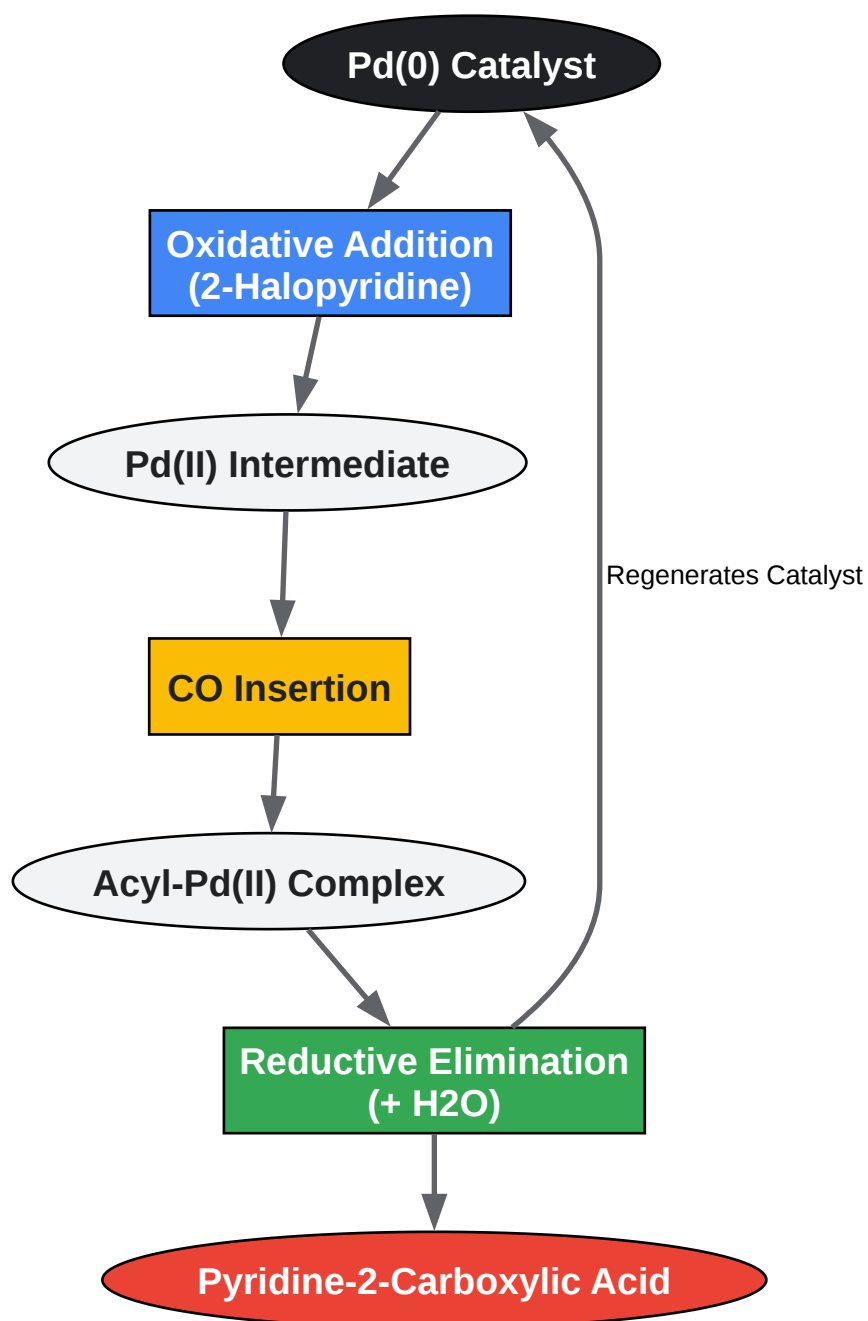 Pd(0) Catalyst
Oxidative Addition
(2-Halopyridine)
Pd(II) Intermediate
Regenerates Catalyst
CO Insertion
Acyl-Pd(II) Complex
Reductive Elimination
(+ H2O)
Pyridine-2-Carboxylic Acid